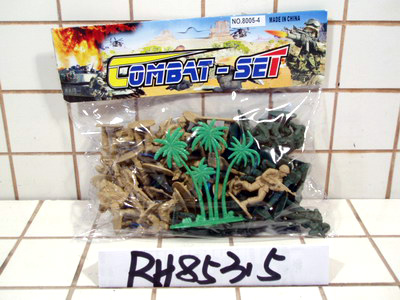 NO.8005-4
MADE IN CHINA
COMBAT-SET
RH85315